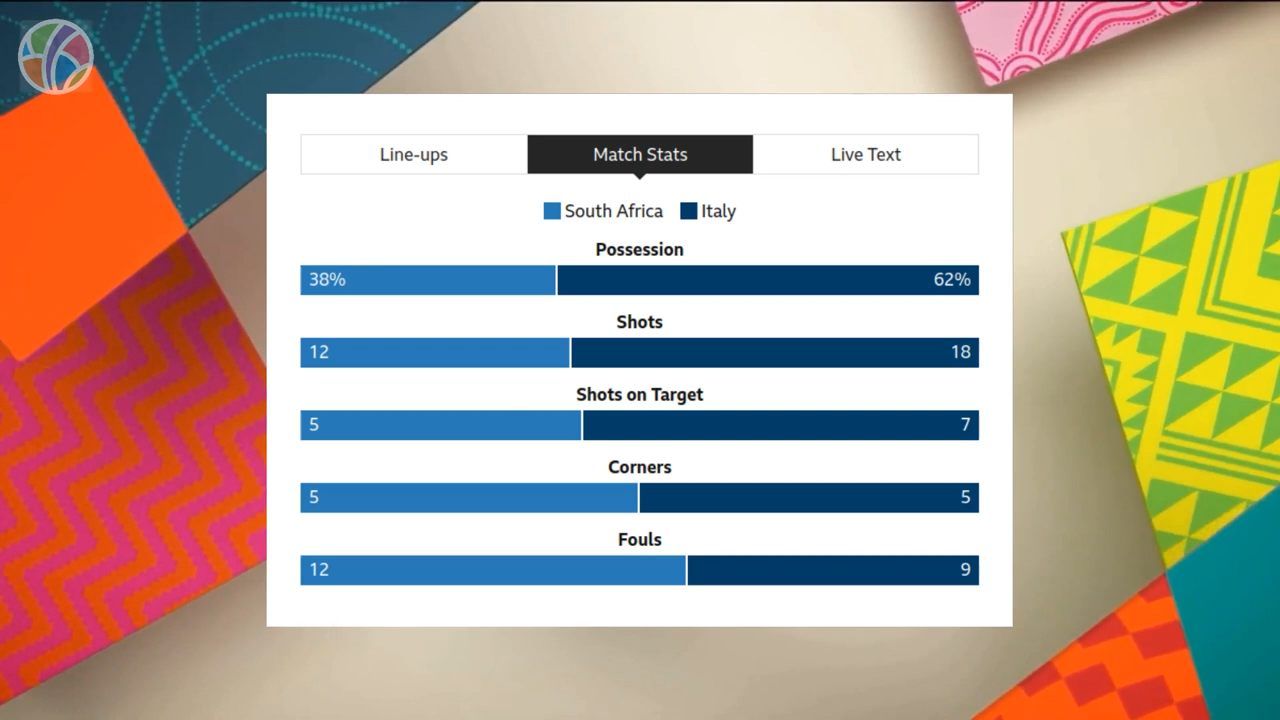 Line-ups Match Stats Live Text
South Africa Italy
Possession
38% 62%
Shots
12 18
Shots on Target
5 7
Corners
5 5
Fouls
12 9